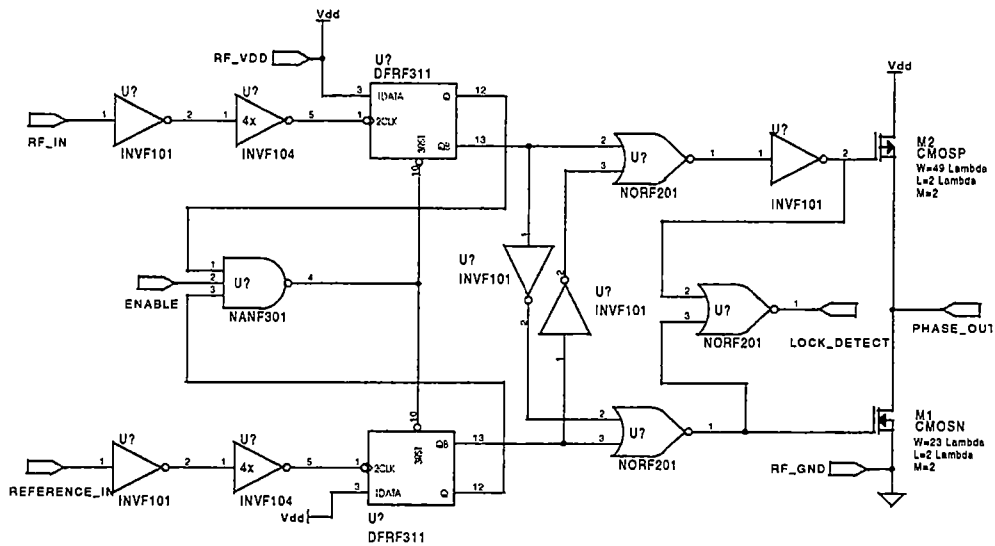 Vdd
RF_VDD
U?
DFRF311
3 1DATA Q 12
1 2CLK QB 13
3RST
10
RF_IN
1 U? 2
INVF101
1 U? 4x 5
INVF104
2 U? 1
3
NORF201
1 U? 2
INVF101
Vdd
M2
CMOSP
W=49 Lambda
L=2 Lambda
M=2
1
2
3
U?
4
ENABLE
NANF301
U?
INVF101
1
2
U?
INVF101
2
1
2
3
U?
1
NORF201
LOCK_DETECT
PHASE_OUT
REFERENCE_IN
1 U? 2
INVF101
1 U? 4x 5
INVF104
10
3RST
1 2CLK QB 13
3 1DATA Q 12
Vdd
U?
DFRF311
2
3
U?
1
NORF201
M1
CMOSN
W=23 Lambda
L=2 Lambda
M=2
RF_GND